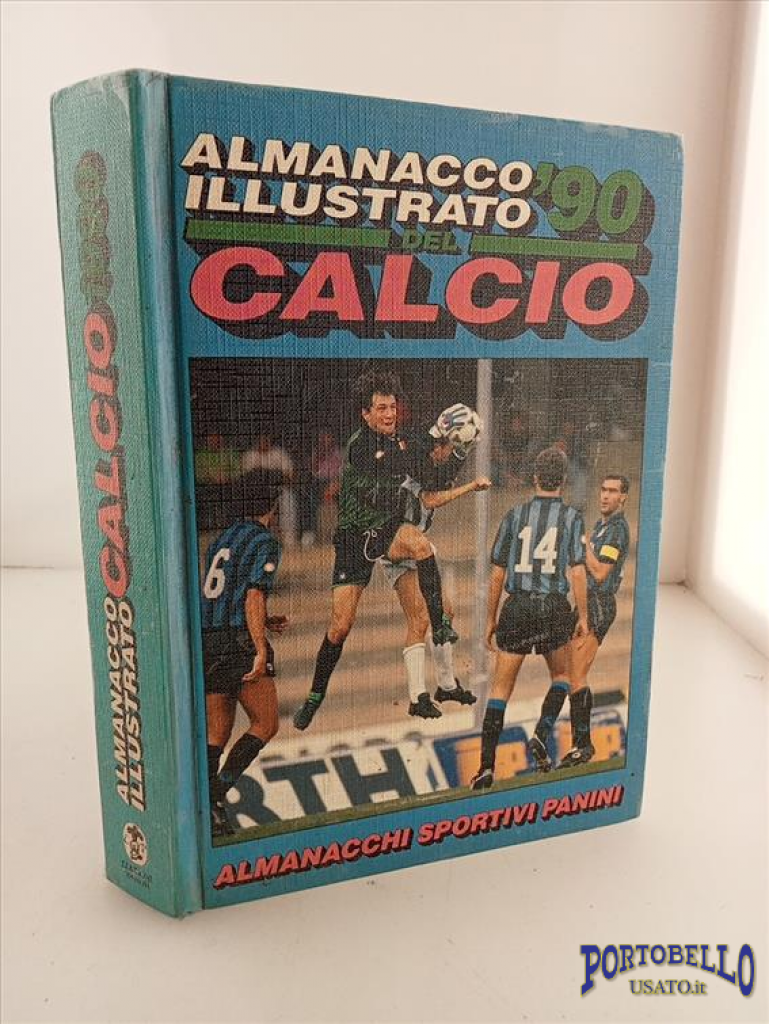 ALMANACCO '90
ILLUSTRATO
DEL
CALCIO
6
14
RTH
ALMANACCHI SPORTIVI PANINI
ALMANACCO
ILLUSTRATO
CALCIO
PORTOBELLO
USATO.it